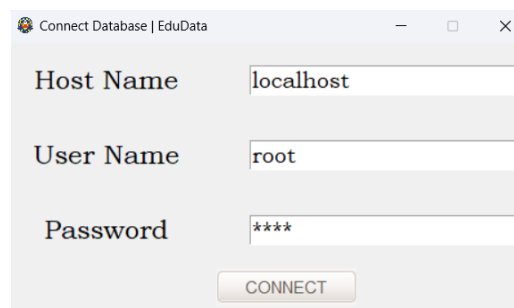 Connect Database | EduData
Host Name localhost
User Name root
Password ****
CONNECT